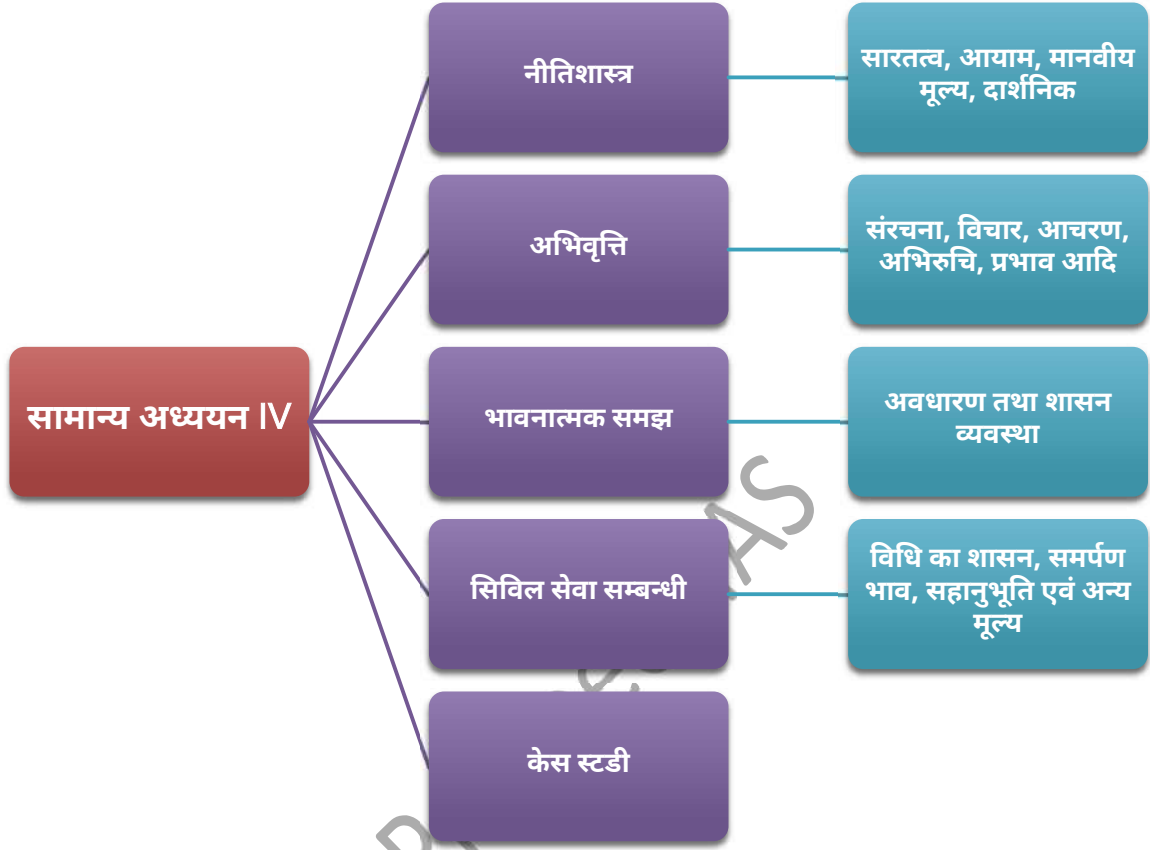 नीतिशास्त्र
सारतत्व, आयाम, मानवीय
मूल्य, दार्शनिक
अभिवृत्ति
संरचना, विचार, आचरण,
अभिरुचि, प्रभाव आदि
सामान्य अध्ययन IV
भावनात्मक समझ
अवधारण तथा शासन
व्यवस्था
सिविल सेवा सम्बन्धी
विधि का शासन, समर्पण
भाव, सहानुभूति एवं अन्य
मूल्य
केस स्टडी